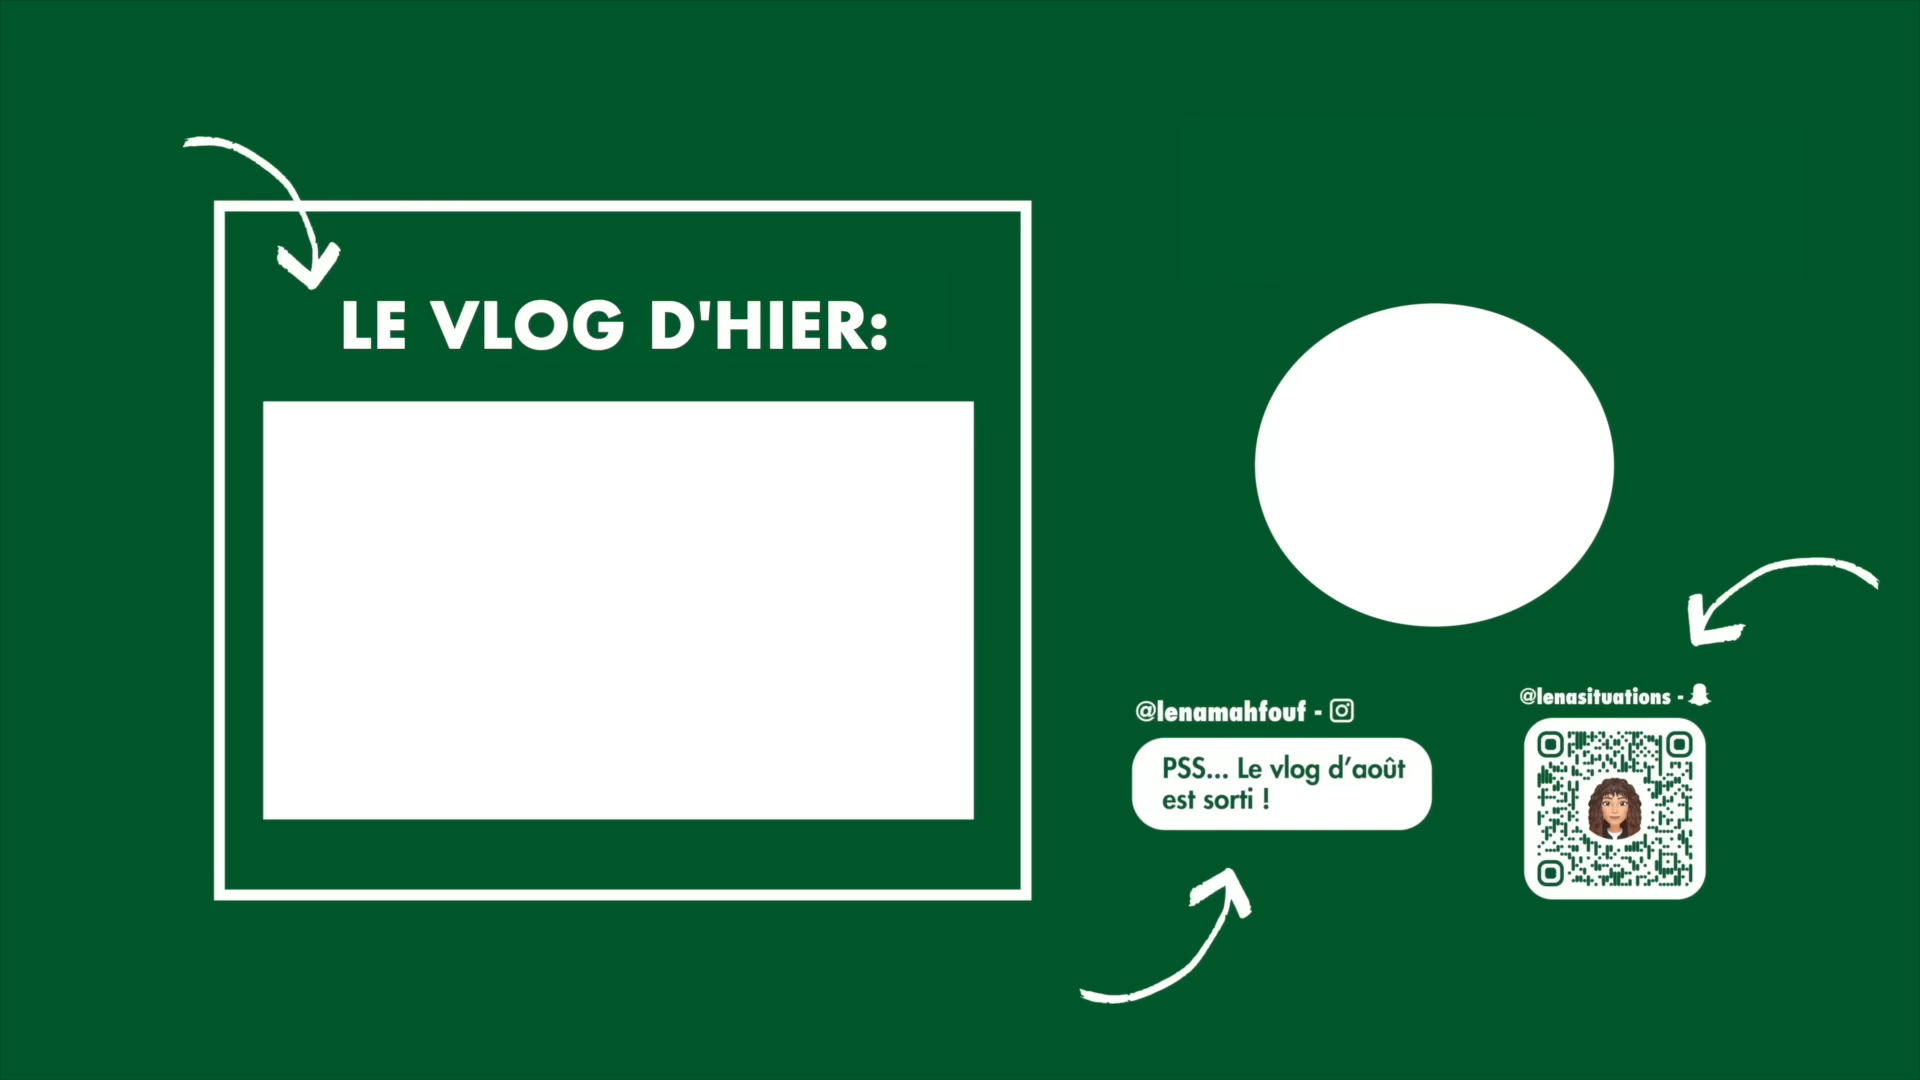 LE VLOG D'HIER:
@lenamahfouf -
PSS... Le vlog d’août
est sorti !
@lenasituations -